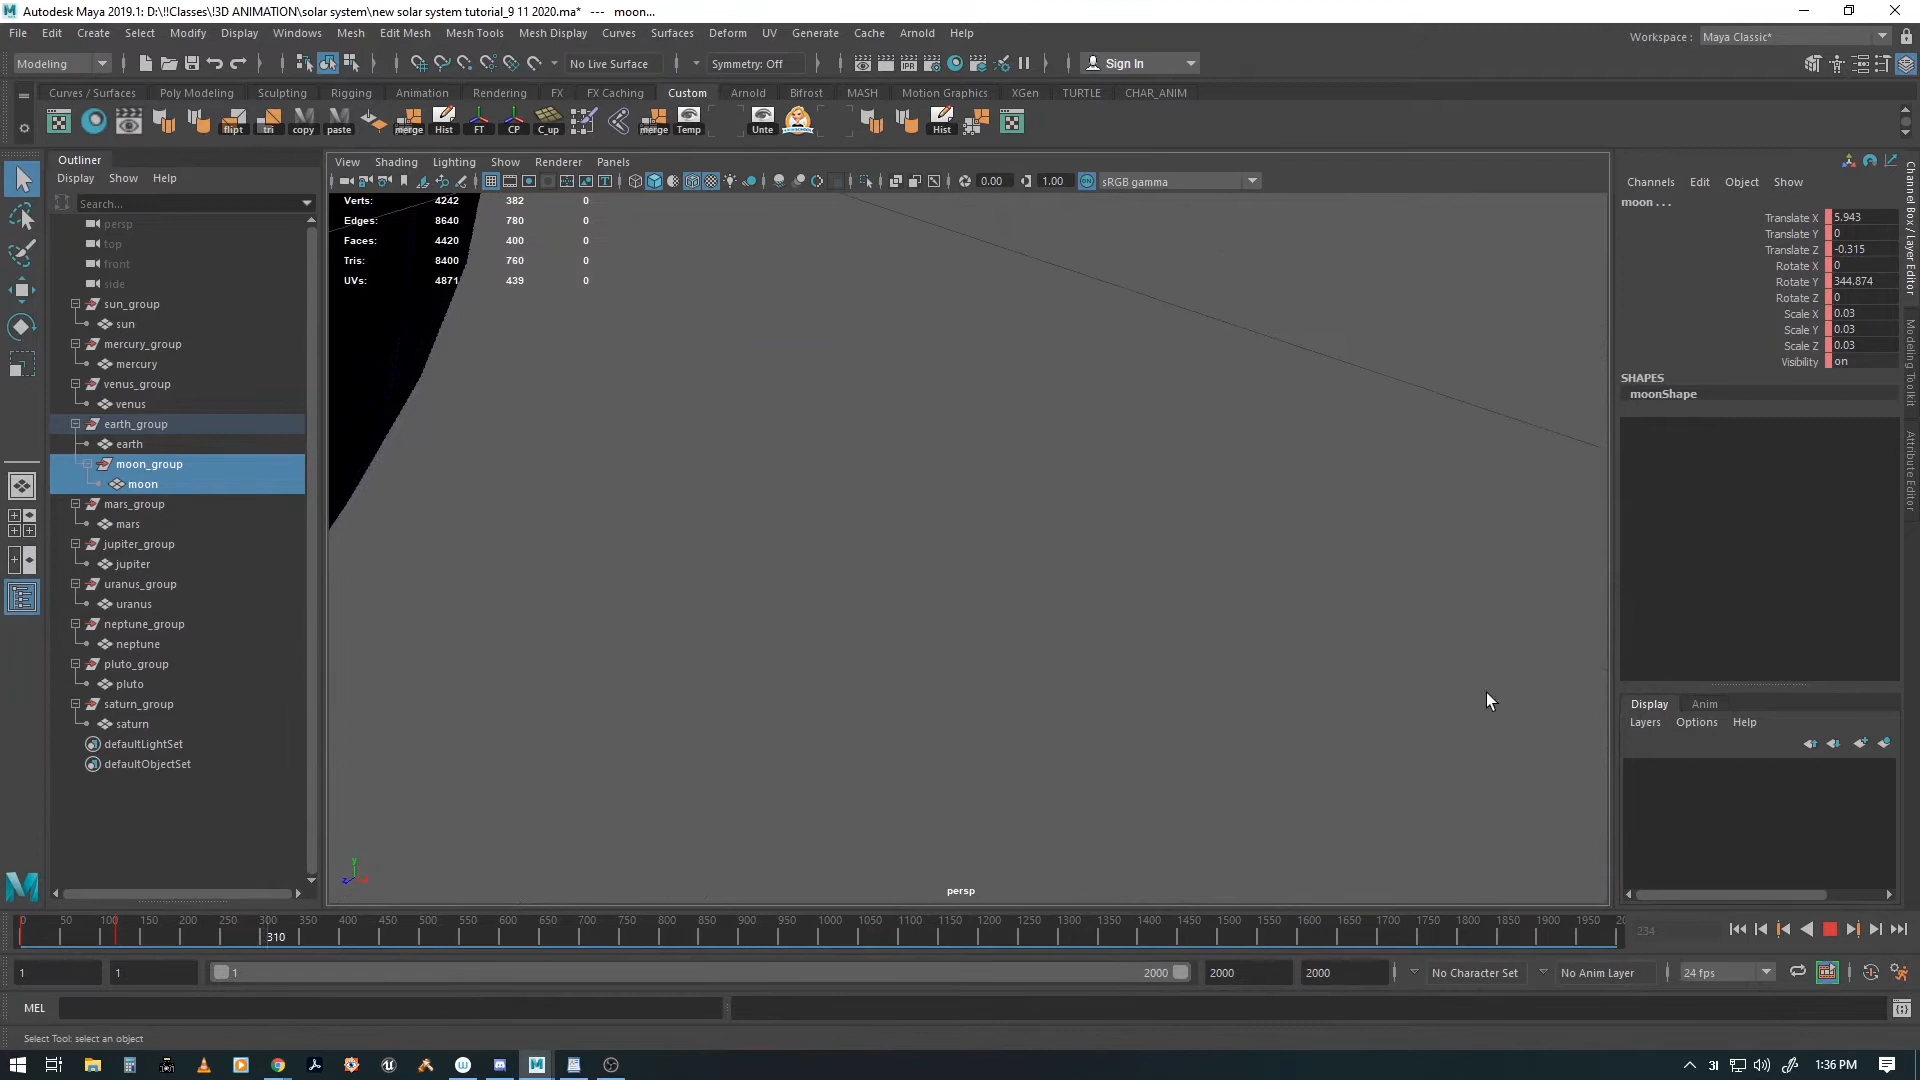 Autodesk Maya 2019.1: D:\!!Classes\!3D ANIMATION\solar system\new solar system tutorial_9 11 2020.ma* --- moon...
File Edit Create Select Modify Display Windows Mesh Edit Mesh Mesh Tools Mesh Display Curves Surfaces Deform UV Generate Cache Arnold Help
Workspace : Maya Classic*
Modeling No Live Surface Symmetry: Off Sign In
Curves / Surfaces Poly Modeling Sculpting Rigging Animation Rendering FX FX Caching Custom Arnold Bifrost MASH Motion Graphics XGen TURTLE CHAR_ANIM
flipt tri copy paste merge Hist FT CP C_up merge Temp Unte Hist
Outliner
Display Show Help
Search...
persp
top
front
side
sun_group
sun
mercury_group
mercury
venus_group
venus
earth_group
earth
moon_group
moon
mars_group
mars
jupiter_group
jupiter
uranus_group
uranus
neptune_group
neptune
pluto_group
pluto
saturn_group
saturn
defaultLightSet
defaultObjectSet
View Shading Lighting Show Renderer Panels
0.00 1.00 ON sRGB gamma
Verts: 4242 382 0
Edges: 8640 780 0
Faces: 4420 400 0
Tris: 8400 760 0
UVs: 4871 439 0
y
z
persp
Channels Edit Object Show
moon . . .
Translate X 5.943
Translate Y 0
Translate Z -0.315
Rotate X 0
Rotate Y 344.874
Rotate Z 0
Scale X 0.03
Scale Y 0.03
Scale Z 0.03
Visibility on
SHAPES
moonShape
Channel Box / Layer Editor
Modeling Toolkit
Attribute Editor
Display Anim
Layers Options Help
0 50 100 150 200 250 300 350 400 450 500 550 600 650 700 750 800 850 900 950 1000 1050 1100 1150 1200 1250 1300 1350 1400 1450 1500 1550 1600 1650 1700 1750 1800 1850 1900 1950 20
310
234
1 1 1 2000 2000 2000 No Character Set No Anim Layer 24 fps
MEL
Select Tool: select an object
1:36 PM